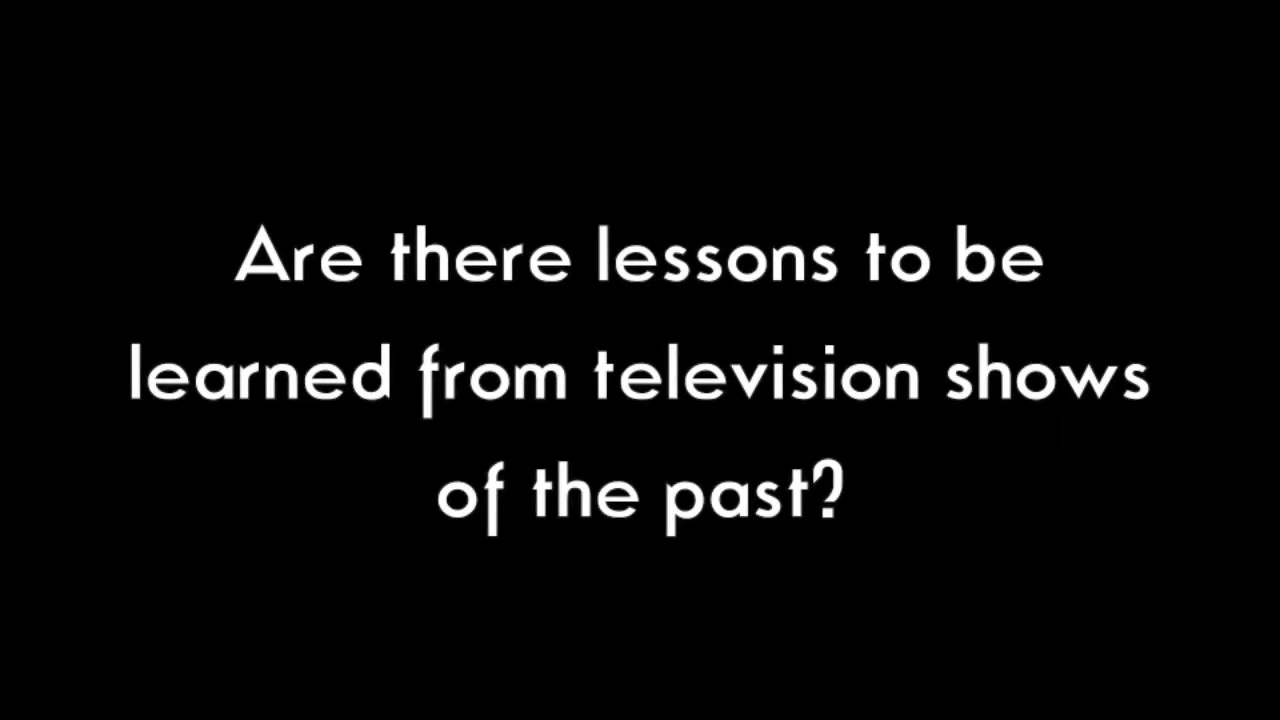 Are there lessons to be
learned from television shows
of the past?